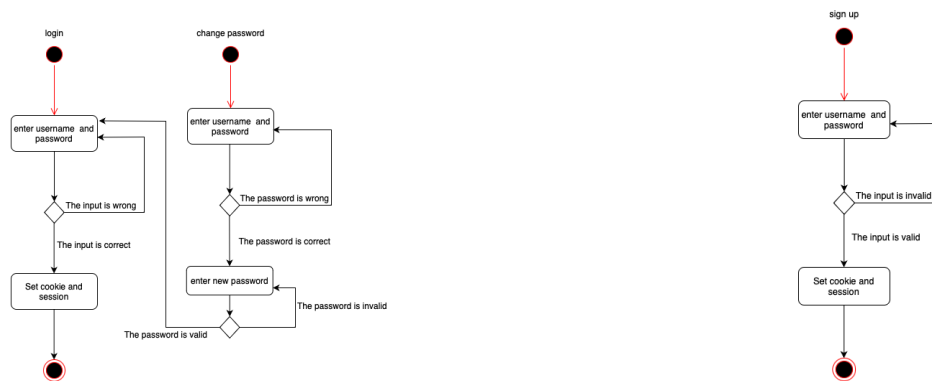 login
enter username and
password
The input is wrong
The input is correct
Set cookie and
session
change password
enter username and
password
The password is wrong
The password is correct
enter new password
The password is invalid
The password is valid
sign up
enter username and
password
The input is invalid
The input is valid
Set cookie and
session